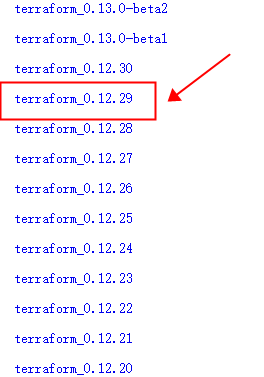 terraform_0.13.0-beta2
terraform_0.13.0-beta1
terraform_0.12.30
terraform_0.12.29
terraform_0.12.28
terraform_0.12.27
terraform_0.12.26
terraform_0.12.25
terraform_0.12.24
terraform_0.12.23
terraform_0.12.22
terraform_0.12.21
terraform_0.12.20